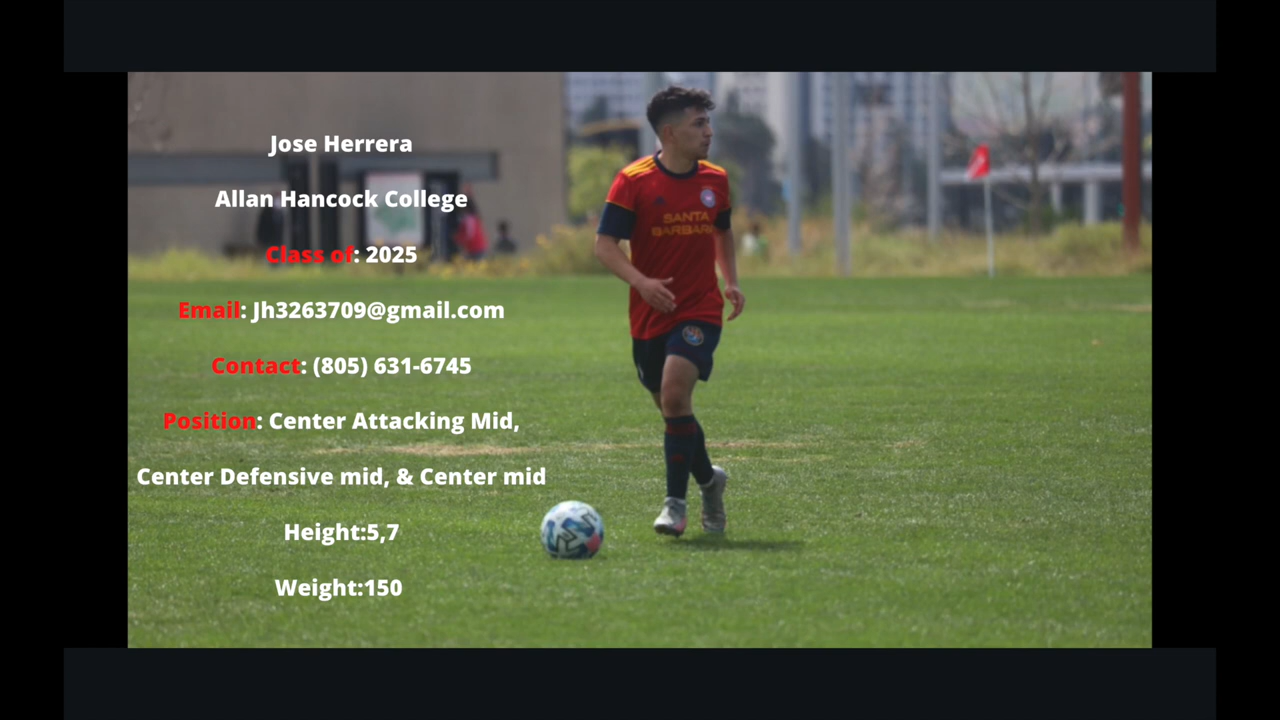 Jose Herrera
Allan Hancock College
Class of: 2025
Email: Jh3263709@gmail.com
Contact: (805) 631-6745
Position: Center Attacking Mid,
Center Defensive mid, & Center mid
Height:5,7
Weight:150
SANTA
BARBARA